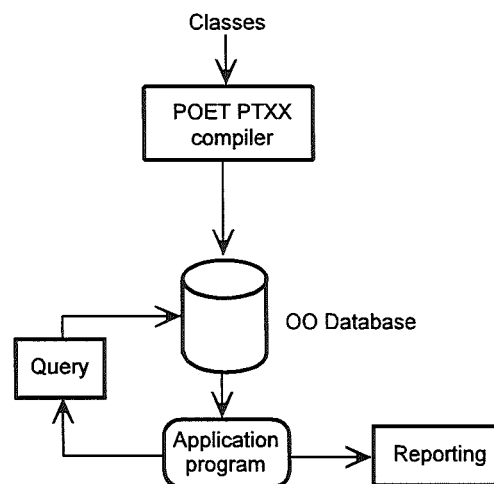 Classes
POET PTXX
compiler
OO Database
Query
Application
program
Reporting